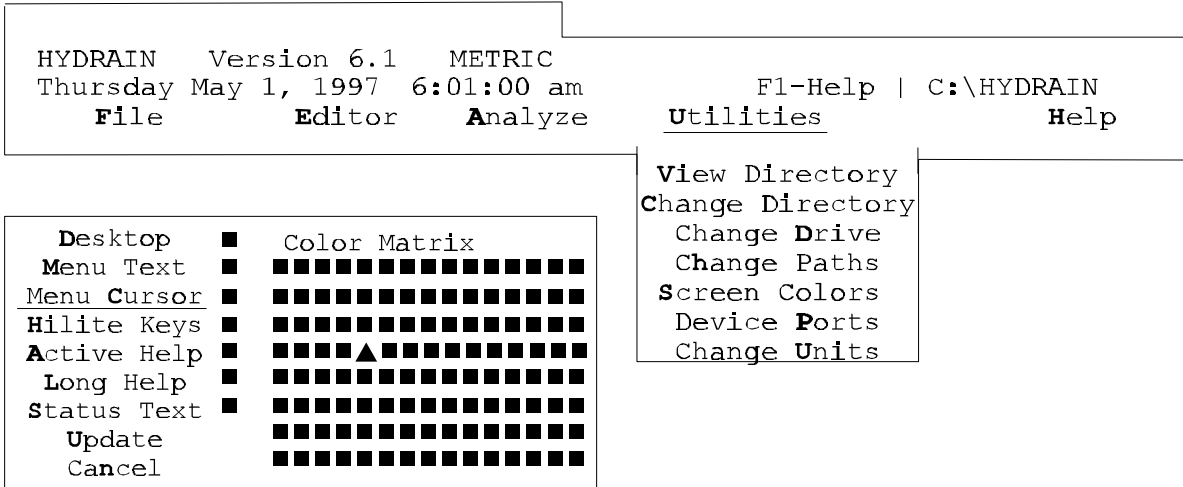 HYDRAIN Version 6.1 METRIC
Thursday May 1, 1997 6:01:00 am F1-Help | C:\HYDRAIN
File Editor Analyze Utilities Help
View Directory
Change Directory
Change Drive
Change Paths
Screen Colors
Device Ports
Change Units
Desktop
Menu Text
Menu Cursor
Hilite Keys
Active Help
Long Help
Status Text
Update
Cancel
Color Matrix